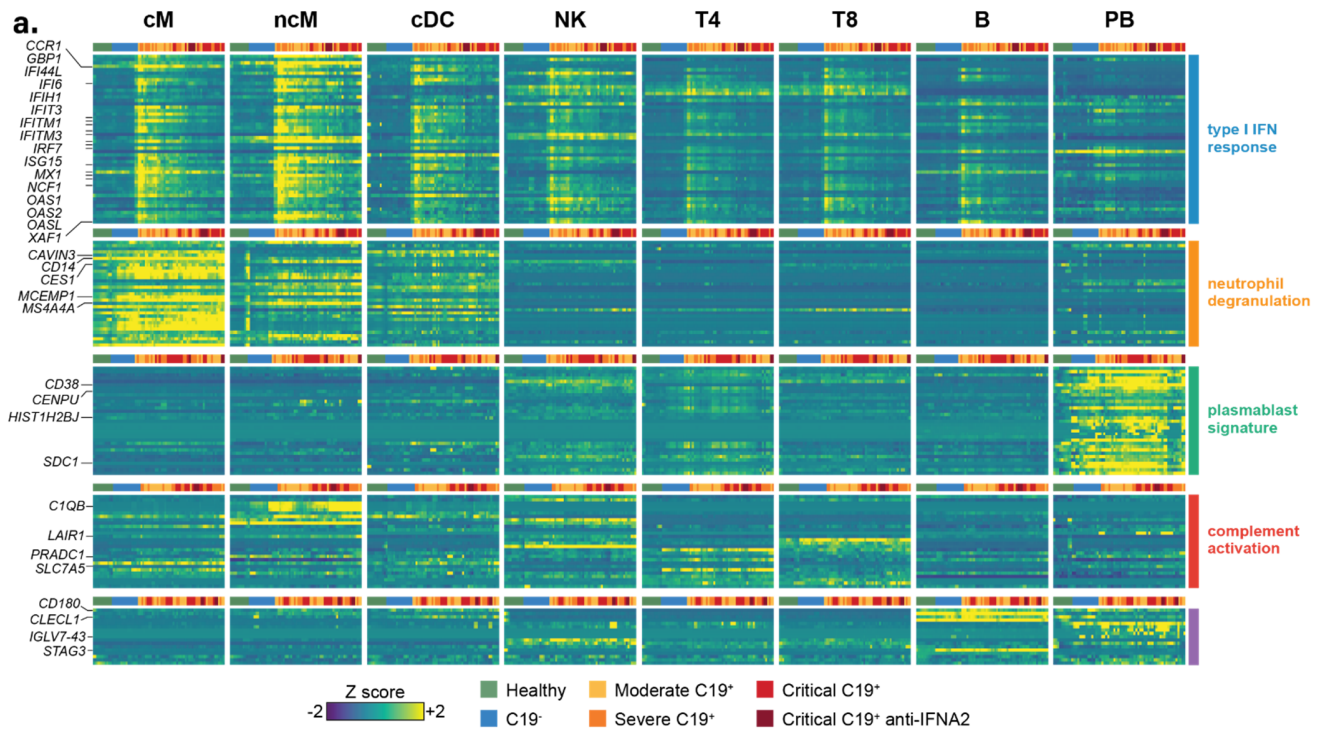 a.
cM ncM cDC NK T4 T8 B PB
CCR1
GBP1
IFI44L
IFI6
IFIH1
IFIT3
IFITM1
IFITM3
IRF7
ISG15
MX1
NCF1
OAS1
OAS2
OASL
XAF1
type I IFN
response
CAVIN3
CD14
CES1
MCEMP1
MS4A4A
neutrophil
degranulation
CD38
CENPU
HIST1H2BJ
SDC1
plasmablast
signature
C1QB
LAIR1
PRADC1
SLC7A5
complement
activation
CD180
CLECL1
IGLV7-43
STAG3
Z score
-2 +2
Healthy Moderate C19⁺ Critical C19⁺
C19⁻ Severe C19⁺ Critical C19⁺ anti-IFNA2